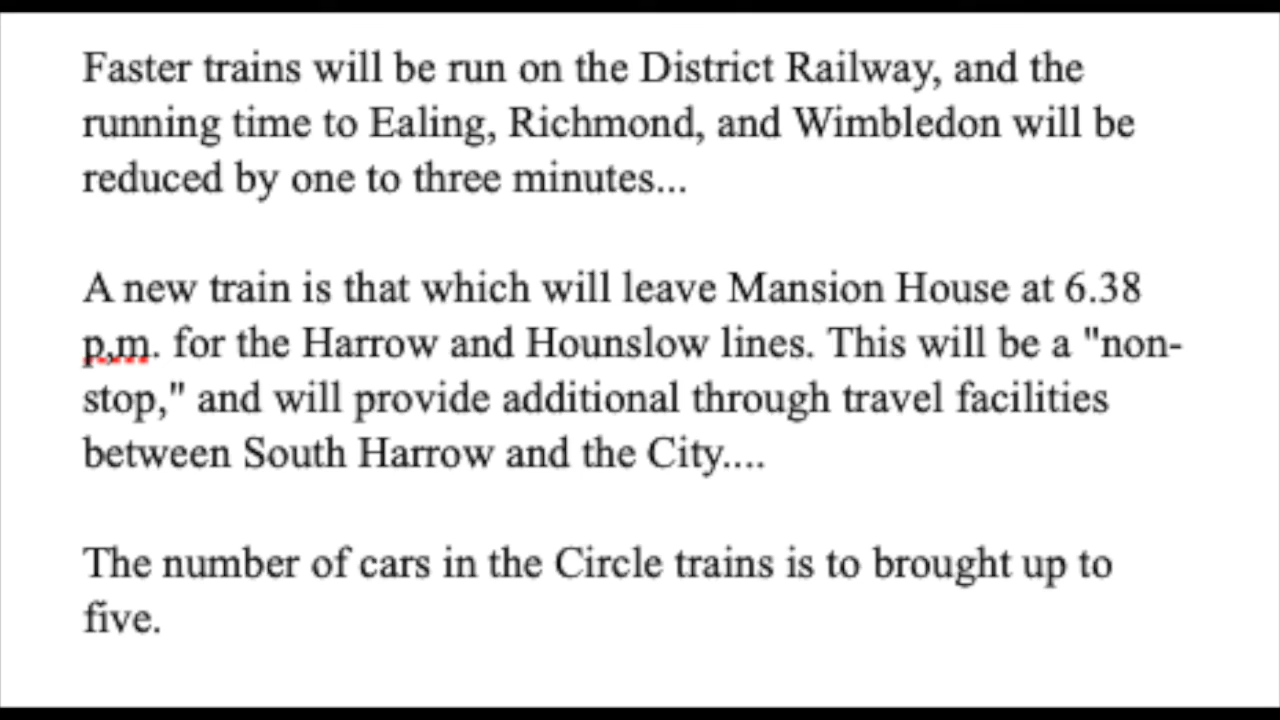 Faster trains will be run on the District Railway, and the
running time to Ealing, Richmond, and Wimbledon will be
reduced by one to three minutes...
A new train is that which will leave Mansion House at 6.38
p.m. for the Harrow and Hounslow lines. This will be a "non-
stop," and will provide additional through travel facilities
between South Harrow and the City....
The number of cars in the Circle trains is to brought up to
five.